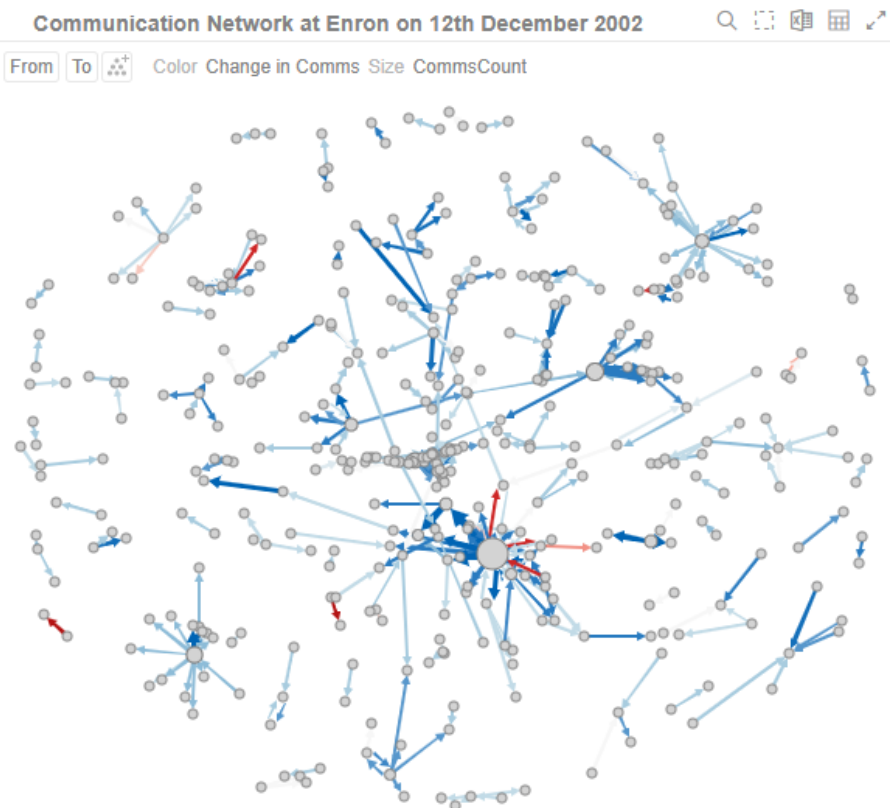 Communication Network at Enron on 12th December 2002
From To Color Change in Comms Size CommsCount